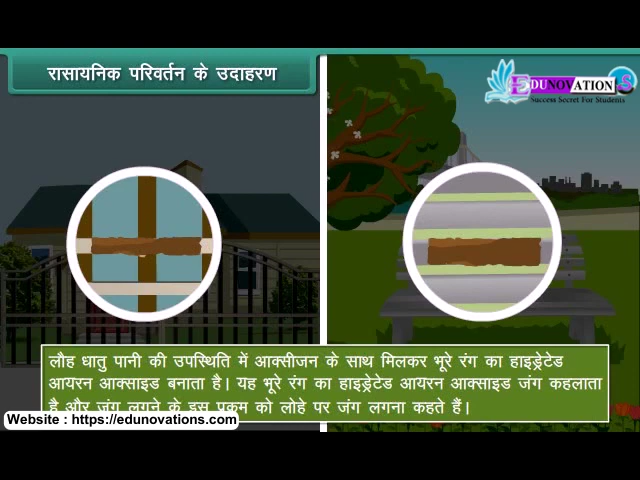 रासायनिक परिवर्तन के उदाहरण
EDUNOVATIONS
Success Secret For Students
लौह धातु पानी की उपस्थिति में आक्सीजन के साथ मिलकर भूरे रंग का हाइड्रेटेड
आयरन आक्साइड बनाता है। यह भूरे रंग का हाइड्रेटेड आयरन आक्साइड जंग कहलाता
है और जंग लगने के इस प्रक्रम को लोहे पर जंग लगना कहते हैं।
Website : https://edunovations.com